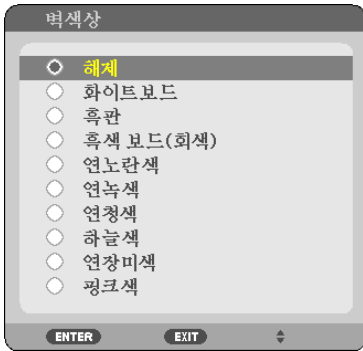 벽색상
해제
화이트보드
흑판
흑색 보드(회색)
연노란색
연녹색
연청색
하늘색
연장미색
핑크색
ENTER EXIT